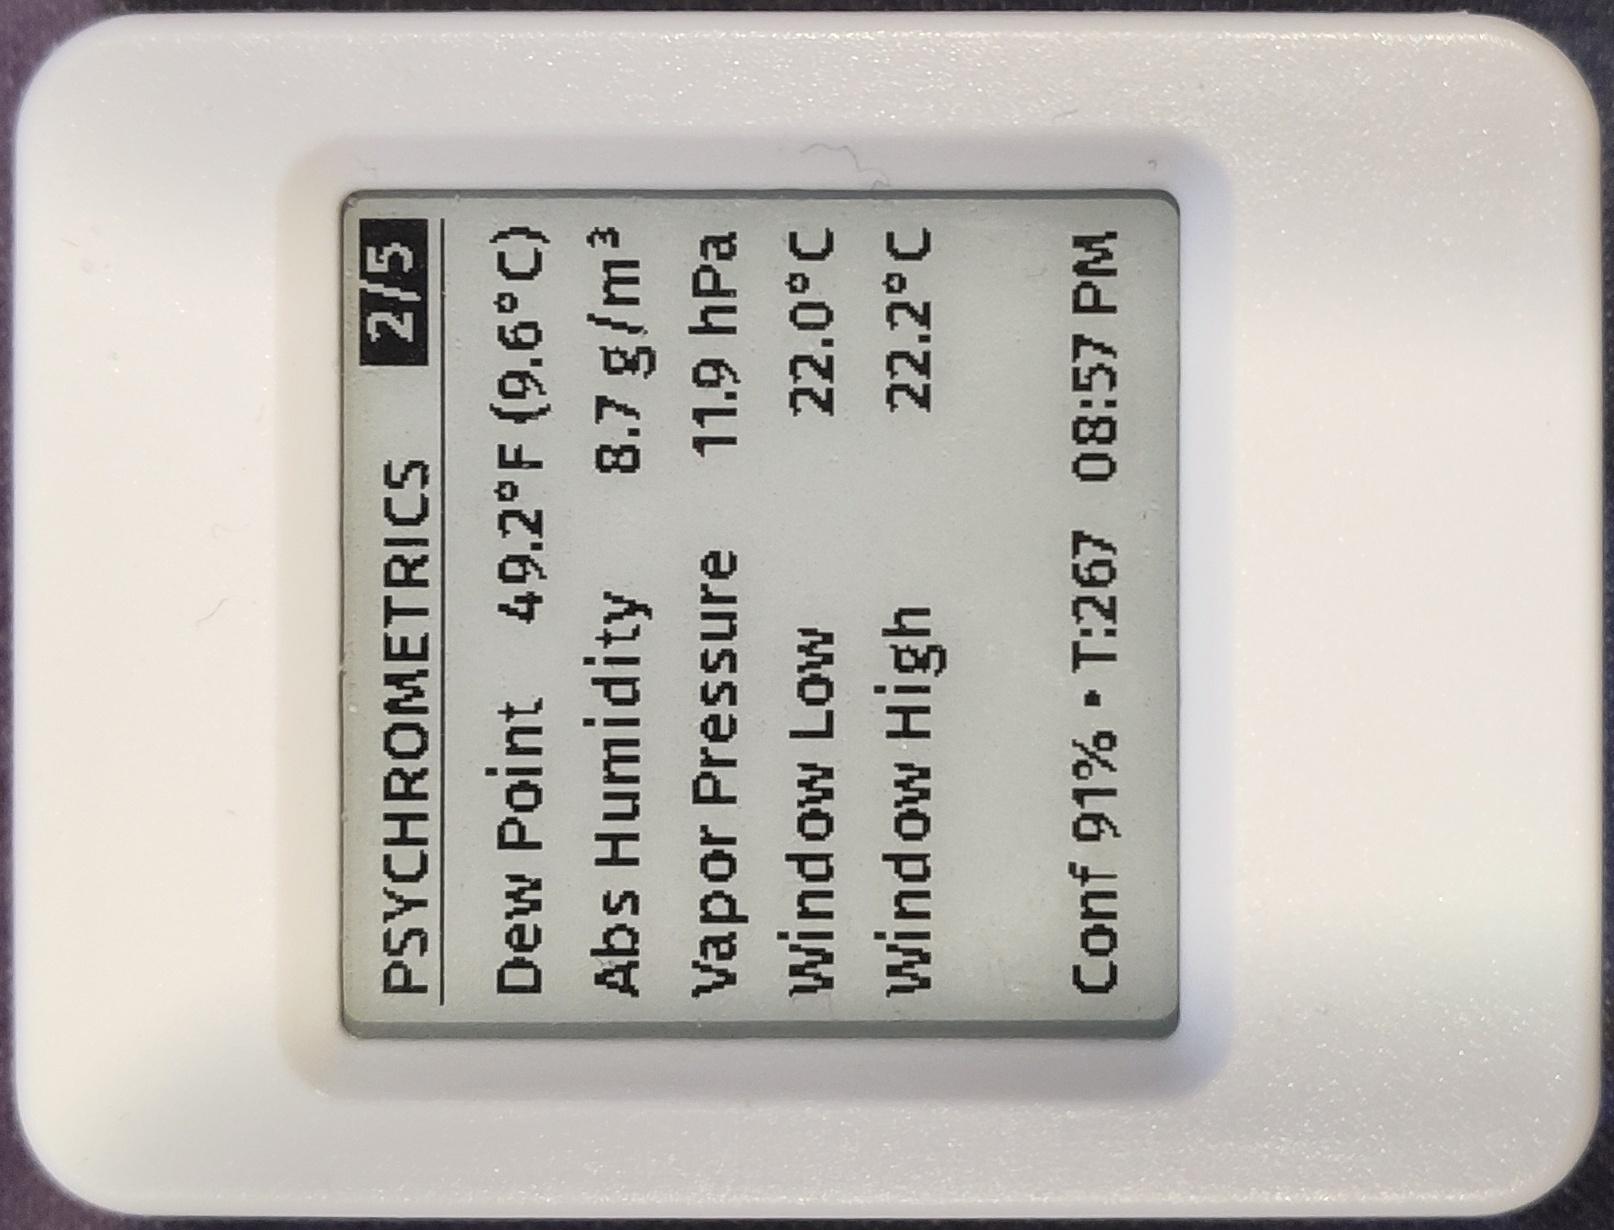 PSYCHROMETRICS 2/5
Dew Point 49.2°F (9.6°C)
Abs Humidity 8.7 g/m³
Vapor Pressure 11.9 hPa
Window Low 22.0°C
Window High 22.2°C
Conf 91% • T:267 08:57 PM